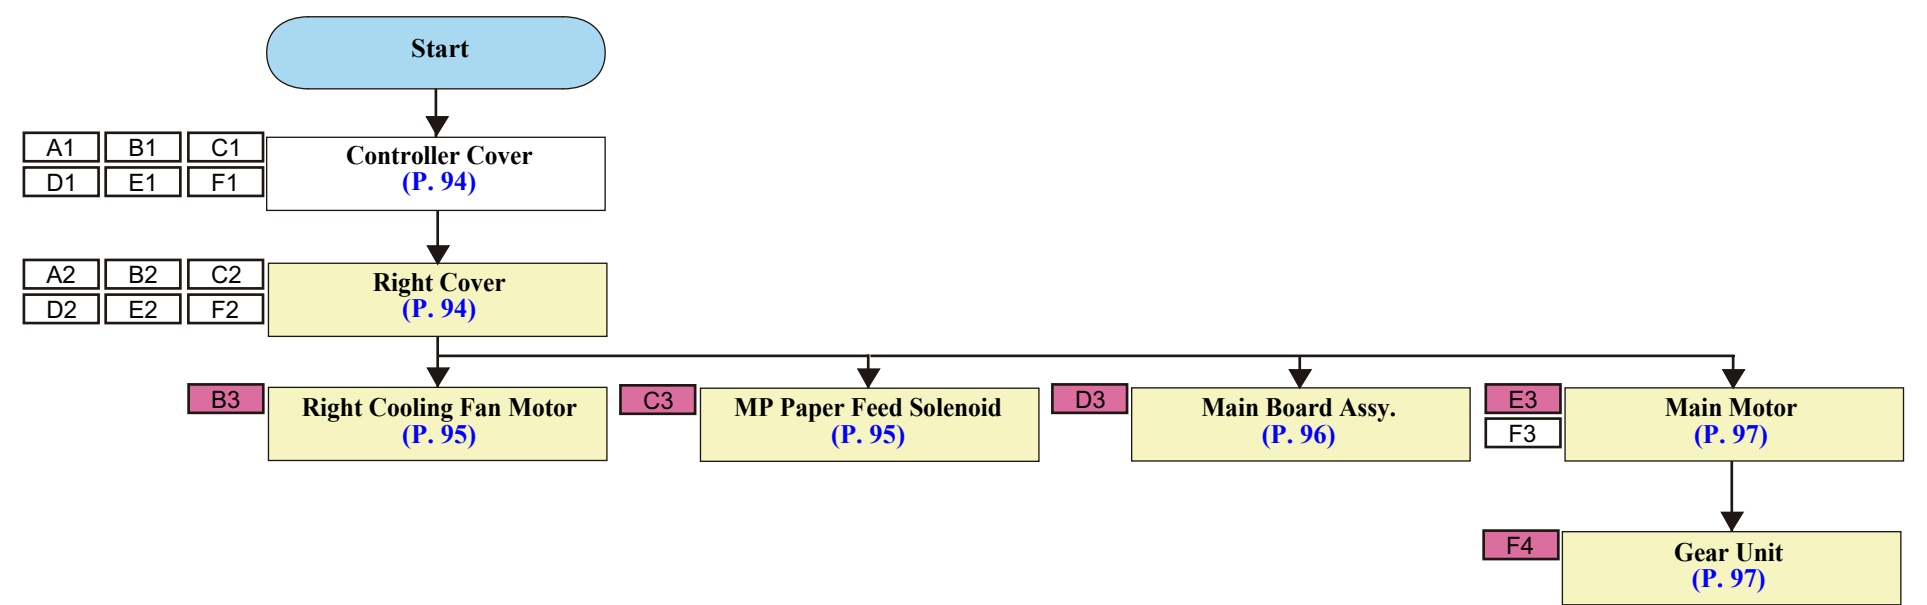 Start
A1 B1 C1
Controller Cover
D1 E1 F1
(P. 94)
A2 B2 C2
Right Cover
D2 E2 F2
(P. 94)
B3
Right Cooling Fan Motor
(P. 95)
C3
MP Paper Feed Solenoid
(P. 95)
D3
Main Board Assy.
(P. 96)
E3
Main Motor
F3
(P. 97)
F4
Gear Unit
(P. 97)